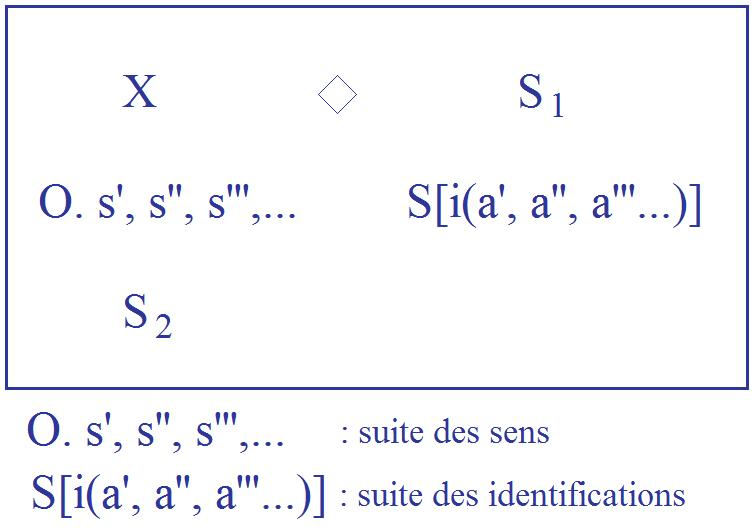 X ◇ S₁
O. s', s'', s''',... S[i(a', a'', a'''...)]
S₂
O. s', s'', s''',... : suite des sens
S[i(a', a'', a'''...)] : suite des identifications